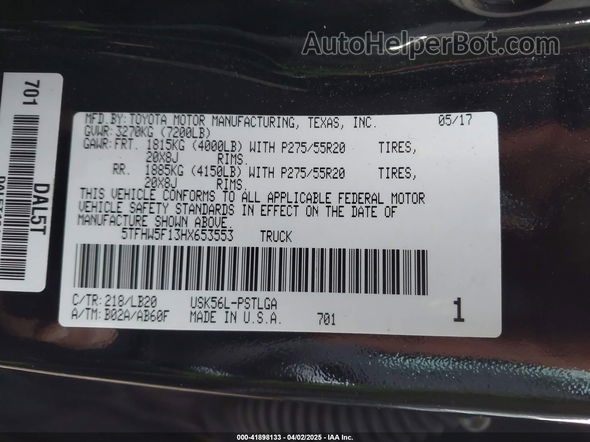 AutoHelperBot.com
701
DAL5T
MFD.BY:TOYOTA MOTOR MANUFACTURING, TEXAS, INC. 05/17
GVWR: 3270KG (7200LB)
GAWR: FRT. 1815KG (4000LB) WITH P275/55R20 TIRES,
20X8J RIMS.
RR. 1885KG (4150LB) WITH P275/55R20 TIRES,
20X8J RIMS.
THIS VEHICLE CONFORMS TO ALL APPLICABLE FEDERAL MOTOR
VEHICLE SAFETY STANDARDS IN EFFECT ON THE DATE OF
MANUFACTURE SHOWN ABOVE.
5TFHW5F13HX653553 TRUCK
C/TR: 218/LB20 USK56L-PSTLGA
A/TM: B02A/AB60F MADE IN U.S.A. 701
1
000-41898133 - 04/02/2025 - IAA Inc.